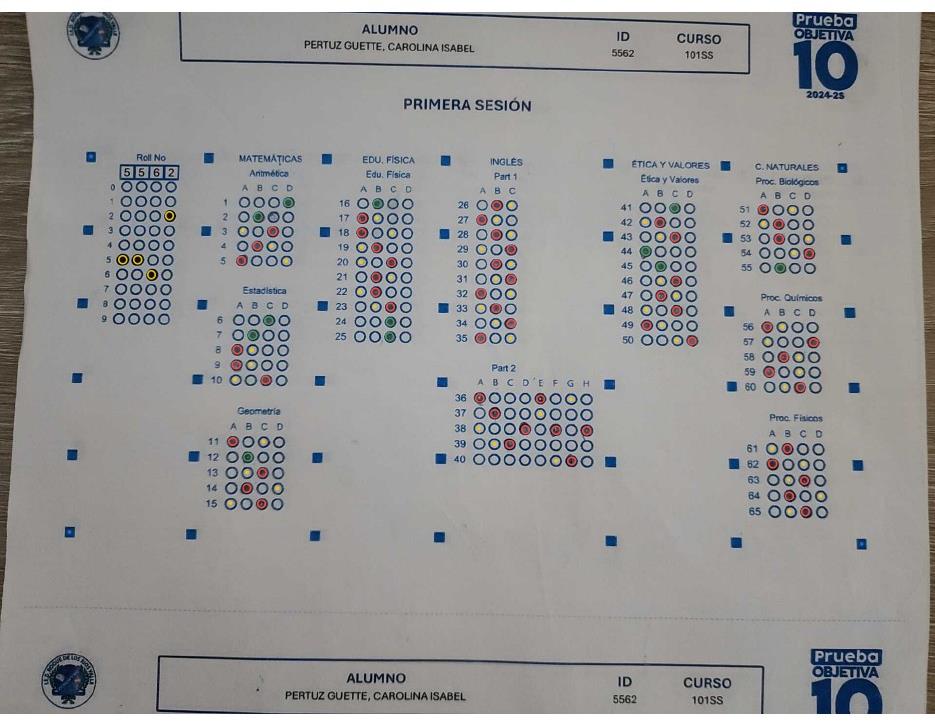 ALUMNO
PERTUZ GUETTE, CAROLINA ISABEL
ID
5562
CURSO
101SS
Prueba
OBJETIVA
10
2024-2S
PRIMERA SESIÓN
Roll No
5 5 6 2
0
1
2
3
4
5
6
7
8
9
MATEMÁTICAS
Aritmética
A B C D
1
2
3
4
5
Estadística
A B C D
6
7
8
9
10
Geometría
A B C D
11
12
13
14
15
EDU. FÍSICA
Edu. Física
A B C D
16
17
18
19
20
21
22
23
24
25
INGLÉS
Part 1
A B C
26
27
28
29
30
31
32
33
34
35
Part 2
A B C D E F G H
36
37
38
39
40
ÉTICA Y VALORES
Ética y Valores
A B C D
41
42
43
44
45
46
47
48
49
50
C. NATURALES
Proc. Biológicos
A B C D
51
52
53
54
55
Proc. Químicos
A B C D
56
57
58
59
60
Proc. Físicos
A B C D
61
62
63
64
65
ALUMNO
PERTUZ GUETTE, CAROLINA ISABEL
ID
5562
CURSO
101SS
Prueba
OBJETIVA
10